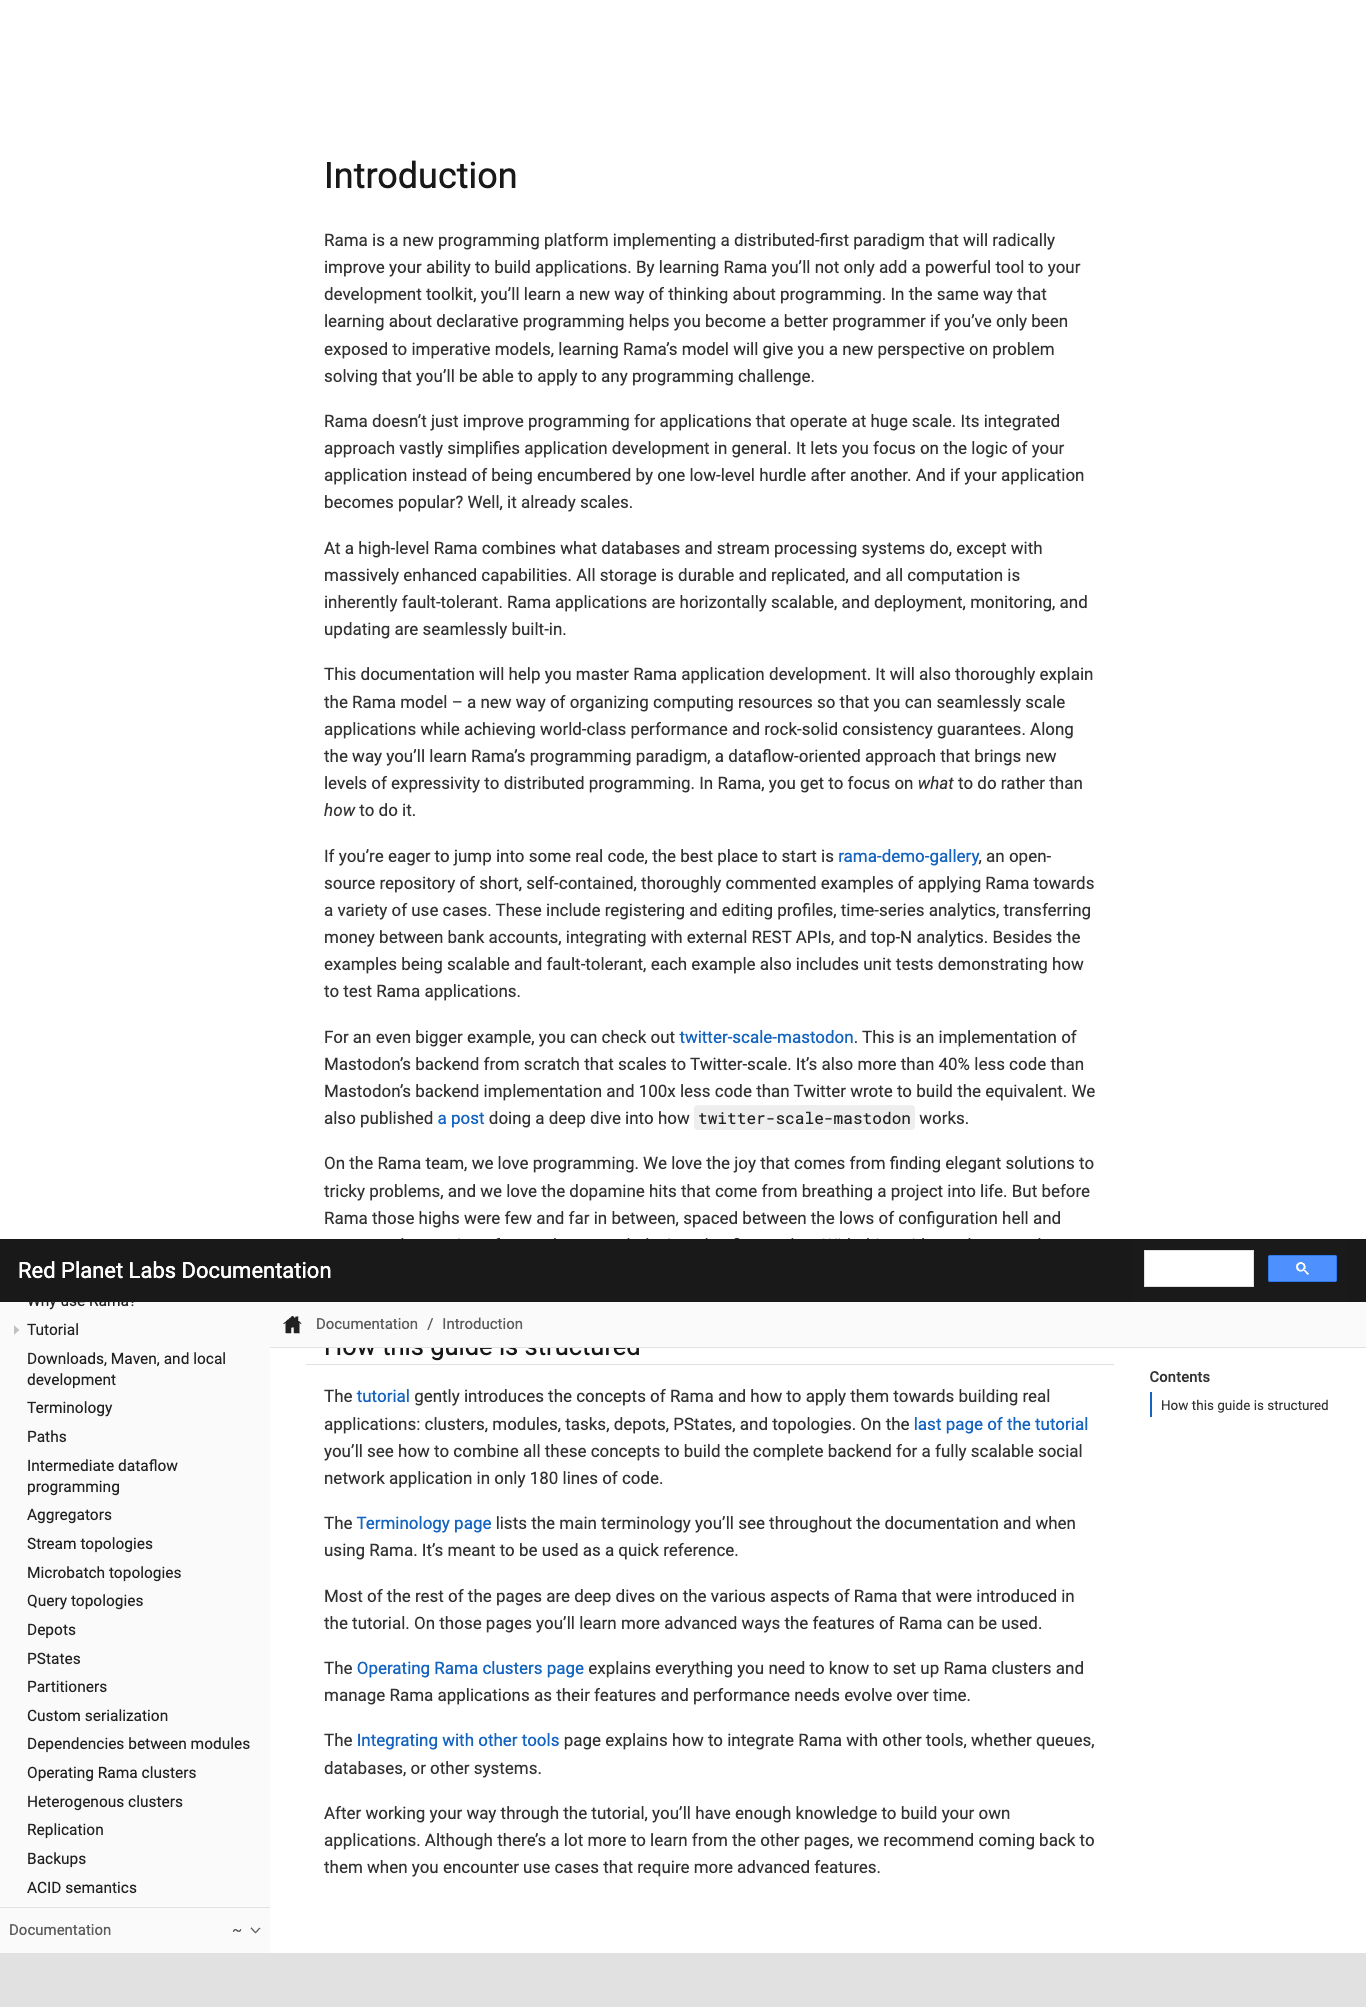 Introduction
Rama is a new programming platform implementing a distributed-first paradigm that will radically
improve your ability to build applications. By learning Rama you’ll not only add a powerful tool to your
development toolkit, you’ll learn a new way of thinking about programming. In the same way that
learning about declarative programming helps you become a better programmer if you’ve only been
exposed to imperative models, learning Rama’s model will give you a new perspective on problem
solving that you’ll be able to apply to any programming challenge.
Rama doesn’t just improve programming for applications that operate at huge scale. Its integrated
approach vastly simplifies application development in general. It lets you focus on the logic of your
application instead of being encumbered by one low-level hurdle after another. And if your application
becomes popular? Well, it already scales.
At a high-level Rama combines what databases and stream processing systems do, except with
massively enhanced capabilities. All storage is durable and replicated, and all computation is
inherently fault-tolerant. Rama applications are horizontally scalable, and deployment, monitoring, and
updating are seamlessly built-in.
This documentation will help you master Rama application development. It will also thoroughly explain
the Rama model – a new way of organizing computing resources so that you can seamlessly scale
applications while achieving world-class performance and rock-solid consistency guarantees. Along
the way you’ll learn Rama’s programming paradigm, a dataflow-oriented approach that brings new
levels of expressivity to distributed programming. In Rama, you get to focus on what to do rather than
how to do it.
If you’re eager to jump into some real code, the best place to start is rama-demo-gallery, an open-
source repository of short, self-contained, thoroughly commented examples of applying Rama towards
a variety of use cases. These include registering and editing profiles, time-series analytics, transferring
money between bank accounts, integrating with external REST APIs, and top-N analytics. Besides the
examples being scalable and fault-tolerant, each example also includes unit tests demonstrating how
to test Rama applications.
For an even bigger example, you can check out twitter-scale-mastodon. This is an implementation of
Mastodon’s backend from scratch that scales to Twitter-scale. It’s also more than 40% less code than
Mastodon’s backend implementation and 100x less code than Twitter wrote to build the equivalent. We
also published a post doing a deep dive into how twitter-scale-mastodon works.
On the Rama team, we love programming. We love the joy that comes from finding elegant solutions to
tricky problems, and we love the dopamine hits that come from breathing a project into life. But before
Rama those highs were few and far in between, spaced between the lows of configuration hell and
Red Planet Labs Documentation
Why use Rama?
Tutorial
Downloads, Maven, and local
development
Terminology
Paths
Intermediate dataflow
programming
Aggregators
Stream topologies
Microbatch topologies
Query topologies
Depots
PStates
Partitioners
Custom serialization
Dependencies between modules
Operating Rama clusters
Heterogenous clusters
Replication
Backups
ACID semantics
Documentation ~
Documentation / Introduction
How this guide is structured
The tutorial gently introduces the concepts of Rama and how to apply them towards building real
applications: clusters, modules, tasks, depots, PStates, and topologies. On the last page of the tutorial
you’ll see how to combine all these concepts to build the complete backend for a fully scalable social
network application in only 180 lines of code.
The Terminology page lists the main terminology you’ll see throughout the documentation and when
using Rama. It’s meant to be used as a quick reference.
Most of the rest of the pages are deep dives on the various aspects of Rama that were introduced in
the tutorial. On those pages you’ll learn more advanced ways the features of Rama can be used.
The Operating Rama clusters page explains everything you need to know to set up Rama clusters and
manage Rama applications as their features and performance needs evolve over time.
The Integrating with other tools page explains how to integrate Rama with other tools, whether queues,
databases, or other systems.
After working your way through the tutorial, you’ll have enough knowledge to build your own
applications. Although there’s a lot more to learn from the other pages, we recommend coming back to
them when you encounter use cases that require more advanced features.
Contents
How this guide is structured